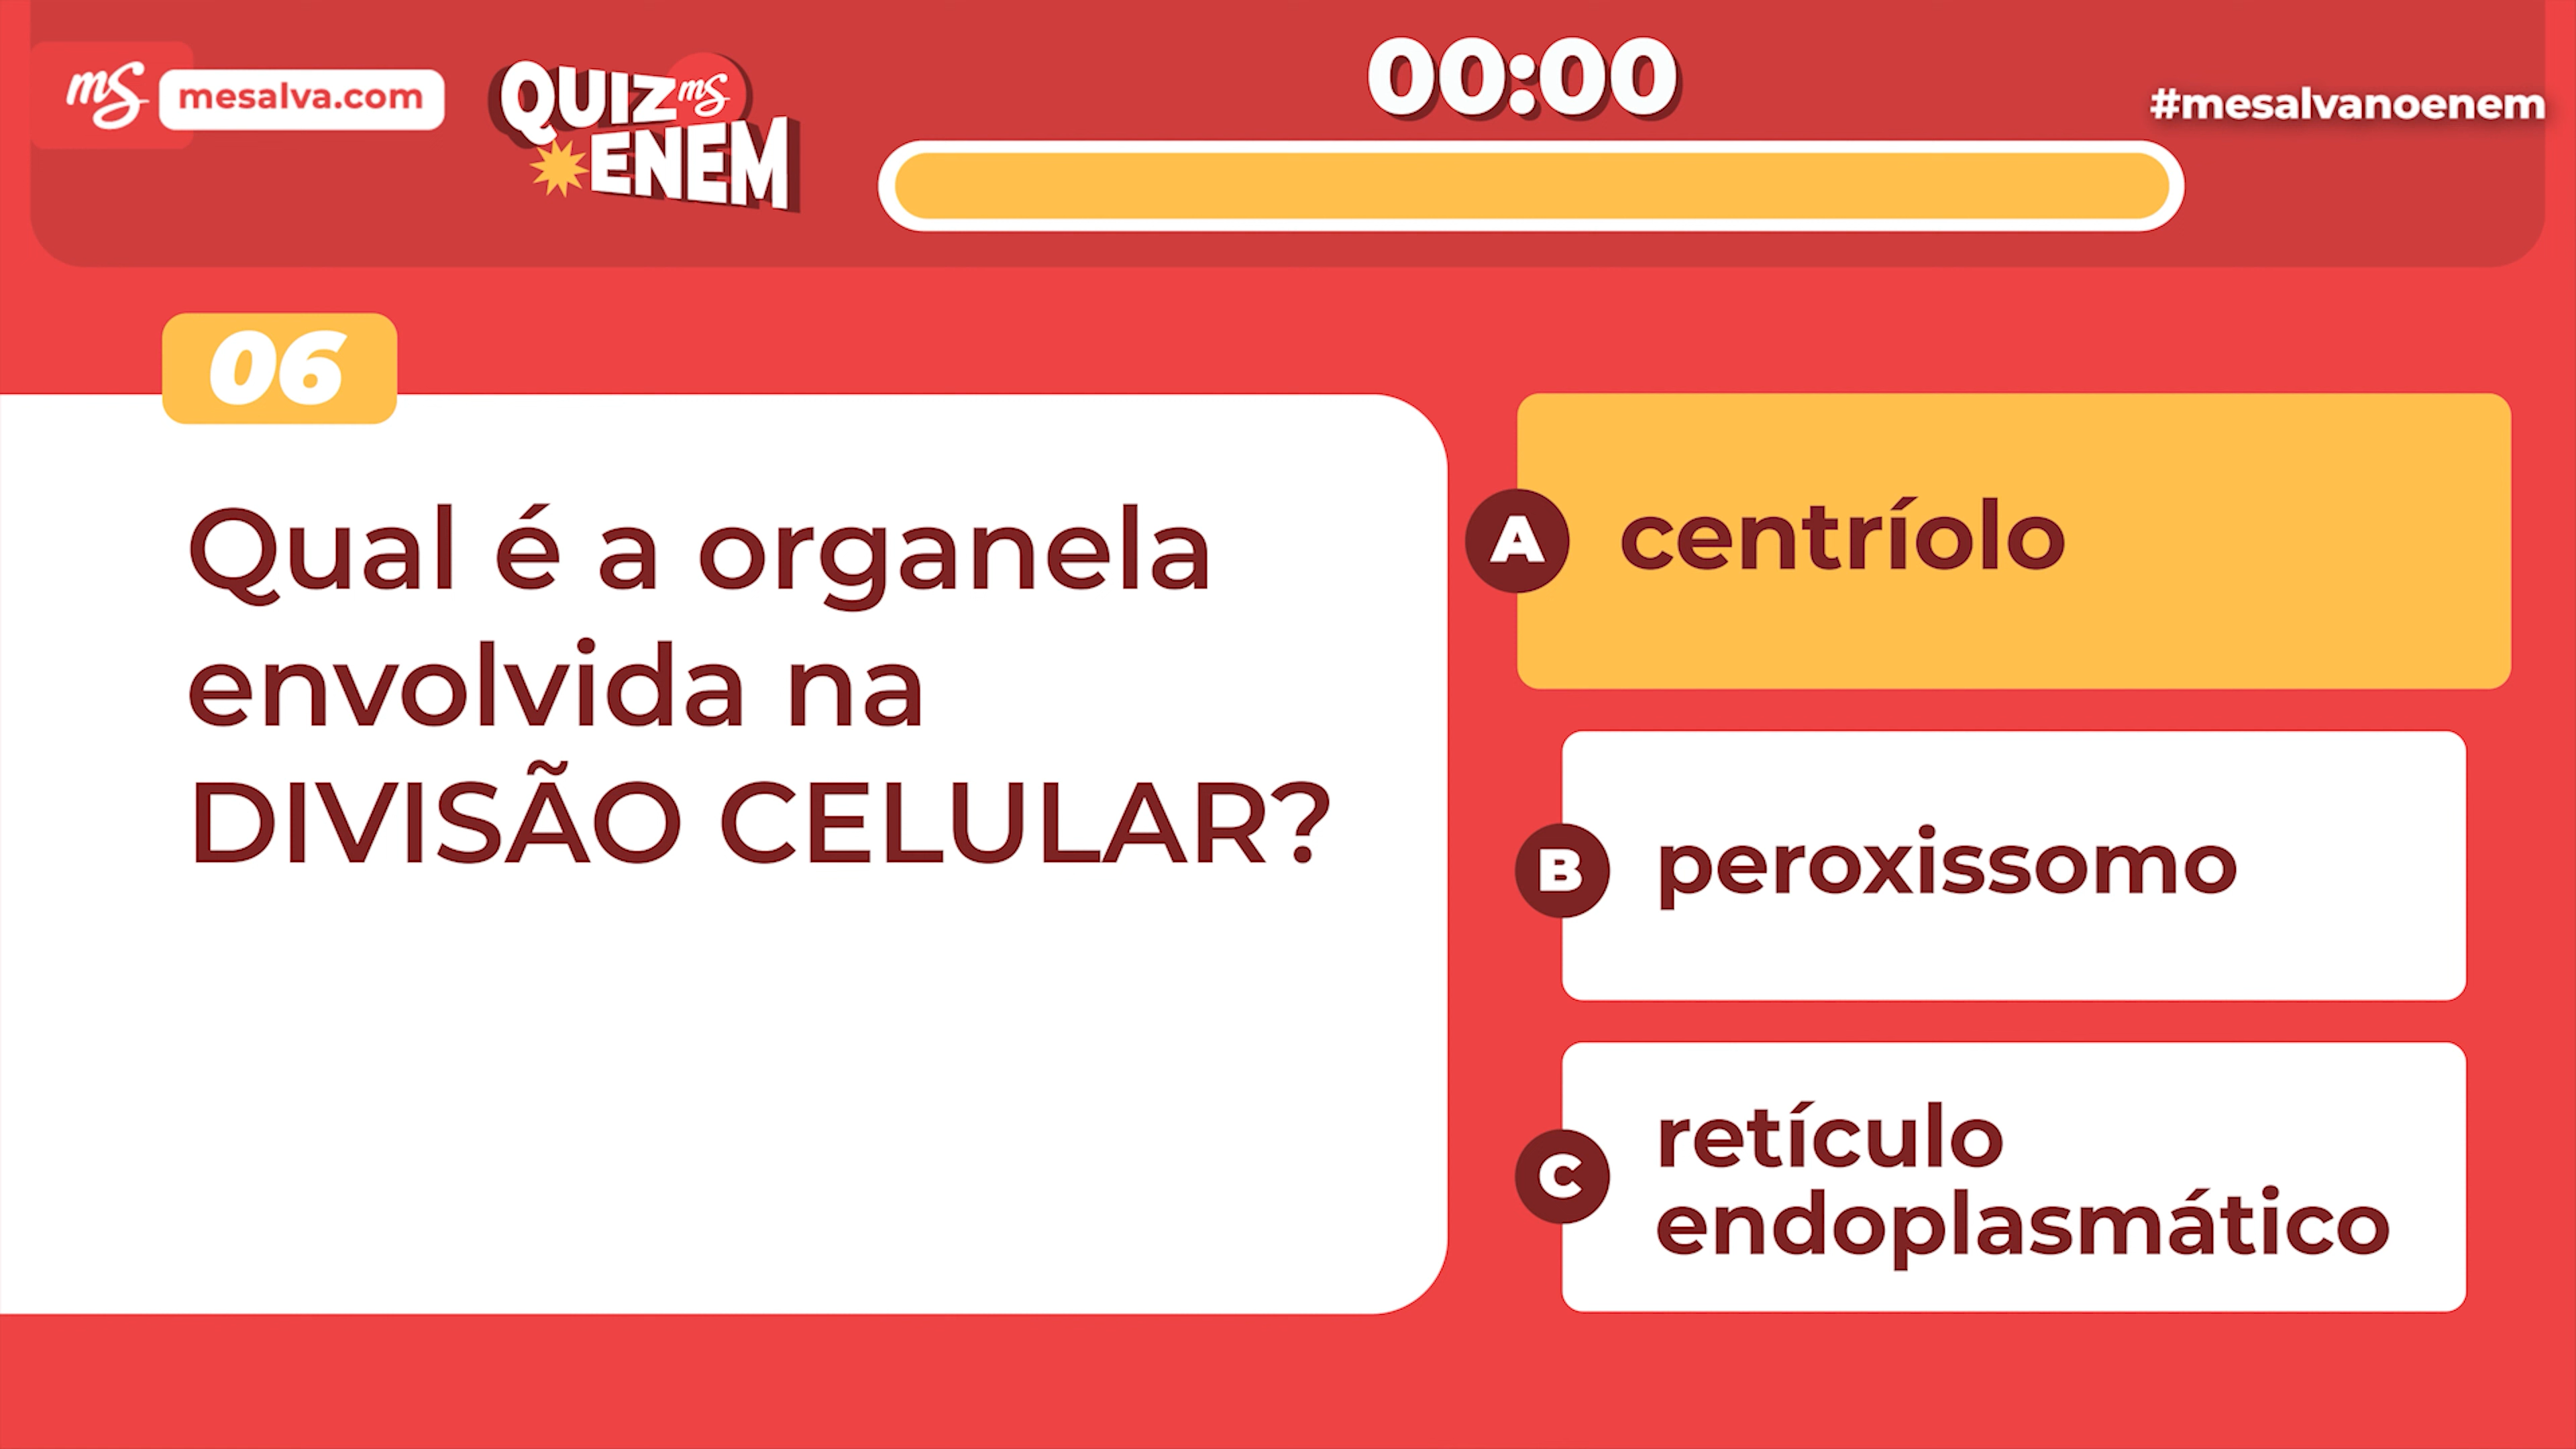 mS mesalva.com
QUIZ mS
ENEM
00:00
#mesalvanoenem
06
Qual é a organela
envolvida na
DIVISÃO CELULAR?
A centríolo
B peroxissomo
C retículo
endoplasmático